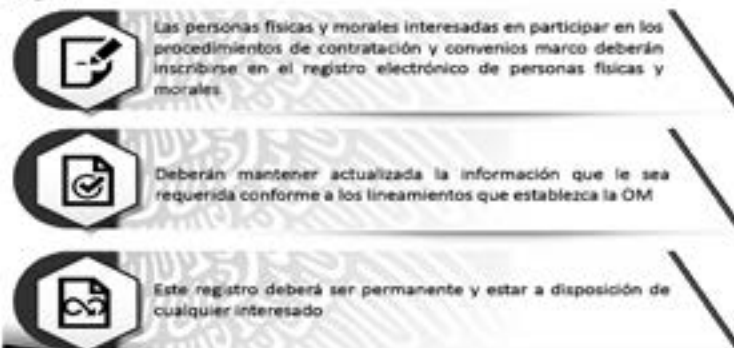 Las personas físicas y morales interesadas en participar en los
procedimientos de contratación y convenios marco deberán
inscribirse en el registro electrónico de personas físicas y
morales
Deberán mantener actualizada la información que le sea
requerida conforme a los lineamientos que establezca la OM
Este registro deberá ser permanente y estar a disposición de
cualquier interesado